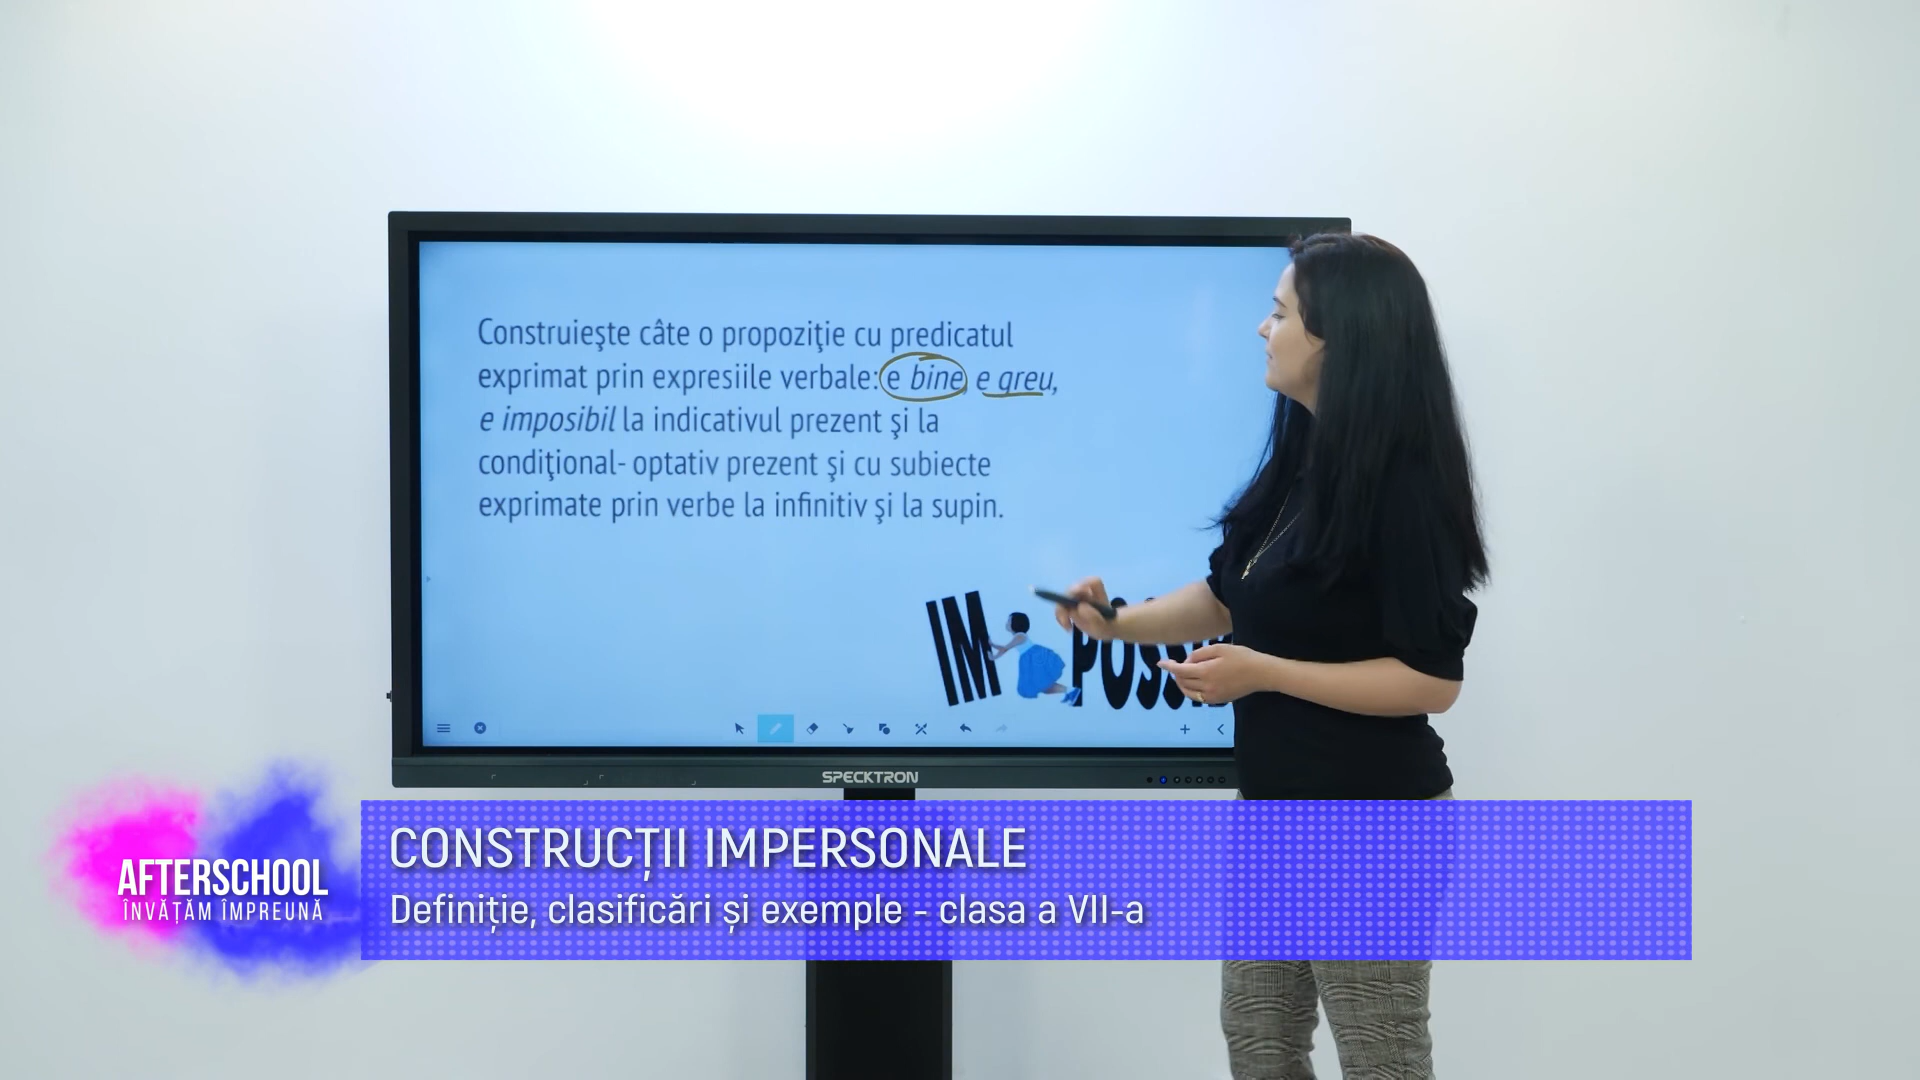 Construieşte câte o propoziţie cu predicatul
exprimat prin expresiile verbale: e bine, e greu,
e imposibil la indicativul prezent şi la
condiţional- optativ prezent şi cu subiecte
exprimate prin verbe la infinitiv şi la supin.
IM POSSIB
SPECKTRON
CONSTRUCȚII IMPERSONALE
Definiție, clasificări și exemple - clasa a VII-a
AFTERSCHOOL
ÎNVĂȚĂM ÎMPREUNĂ